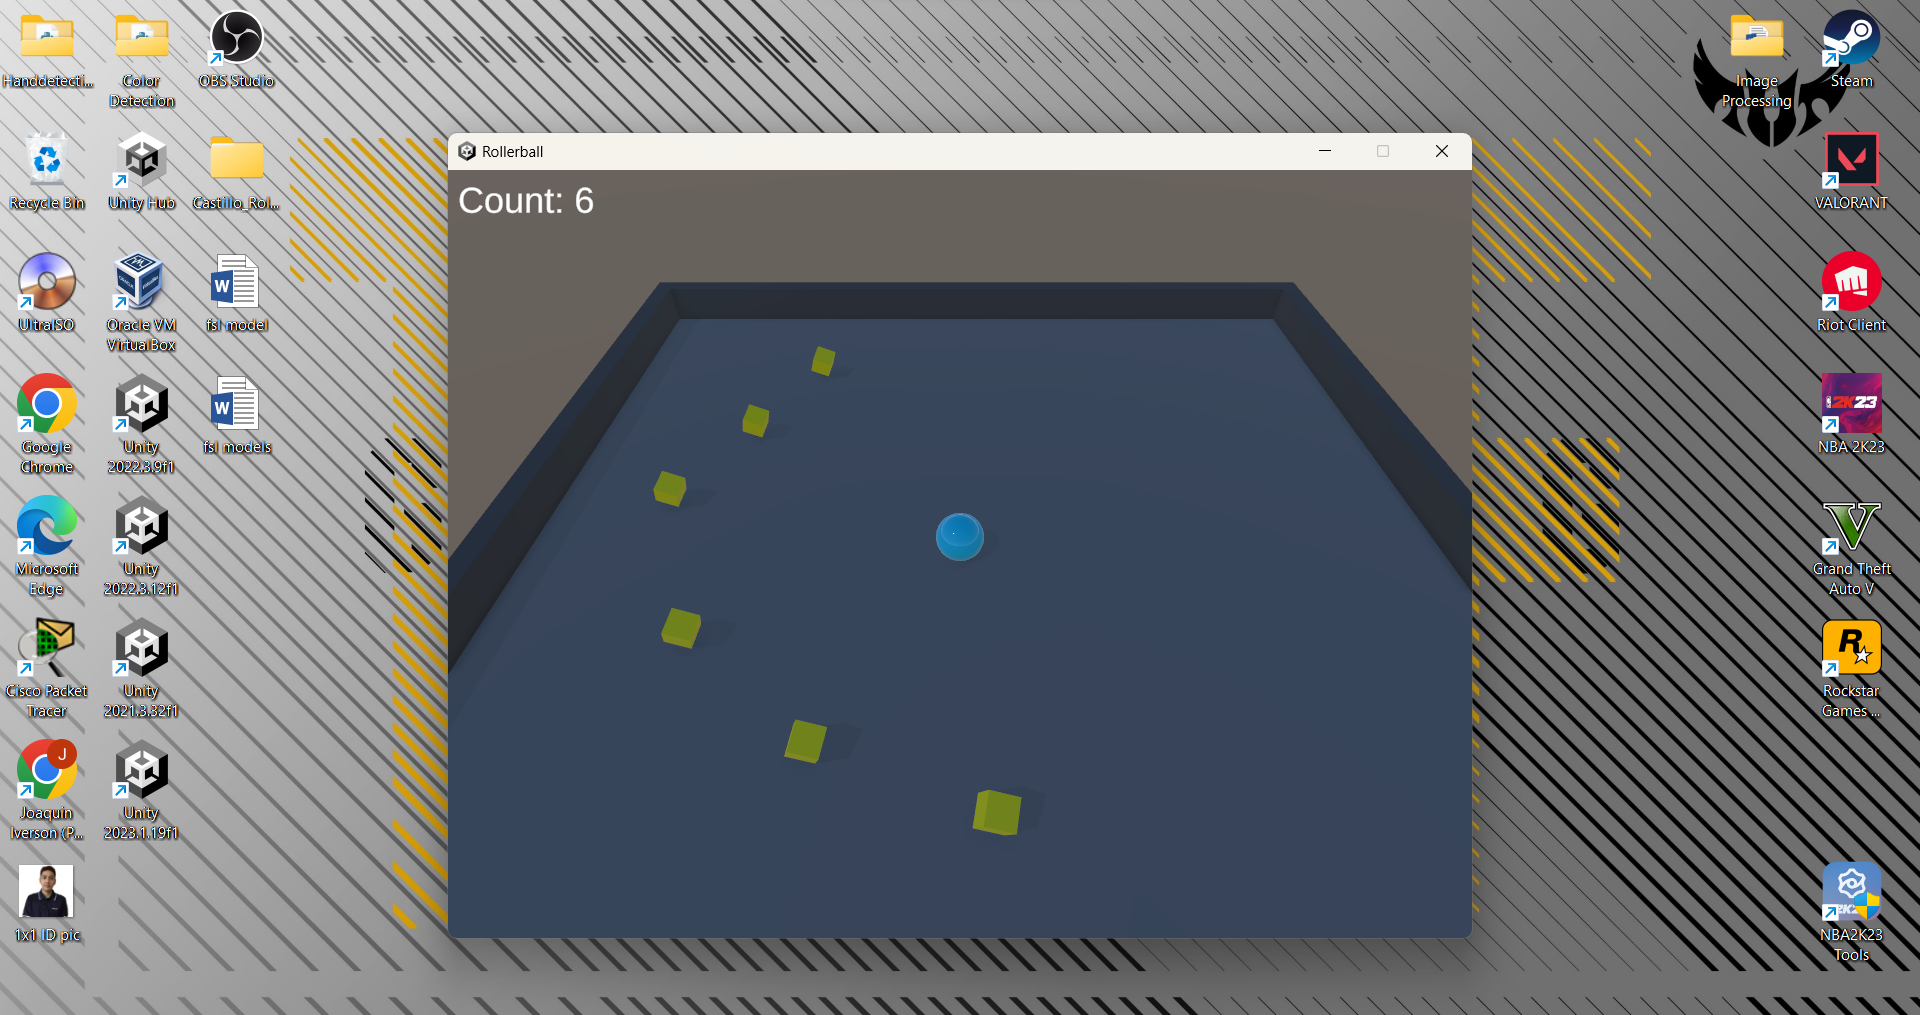 Handdetecti...
Color
Detection
OBS Studio
Image
Processing
Steam
Recycle Bin
Unity Hub
Castillo_Rol...
VALORANT
Rollerball
Count: 6
UltraISO
Oracle VM
VirtualBox
fsl model
Riot Client
Google
Chrome
Unity
2022.3.9f1
fsl models
NBA 2K23
2K23
Microsoft
Edge
Unity
2022.3.12f1
Grand Theft
Auto V
Cisco Packet
Tracer
Unity
2021.3.32f1
Rockstar
Games ...
J
Joaquin
Iverson (P...
Unity
2023.1.19f1
1x1 ID pic
NBA2K23
Tools